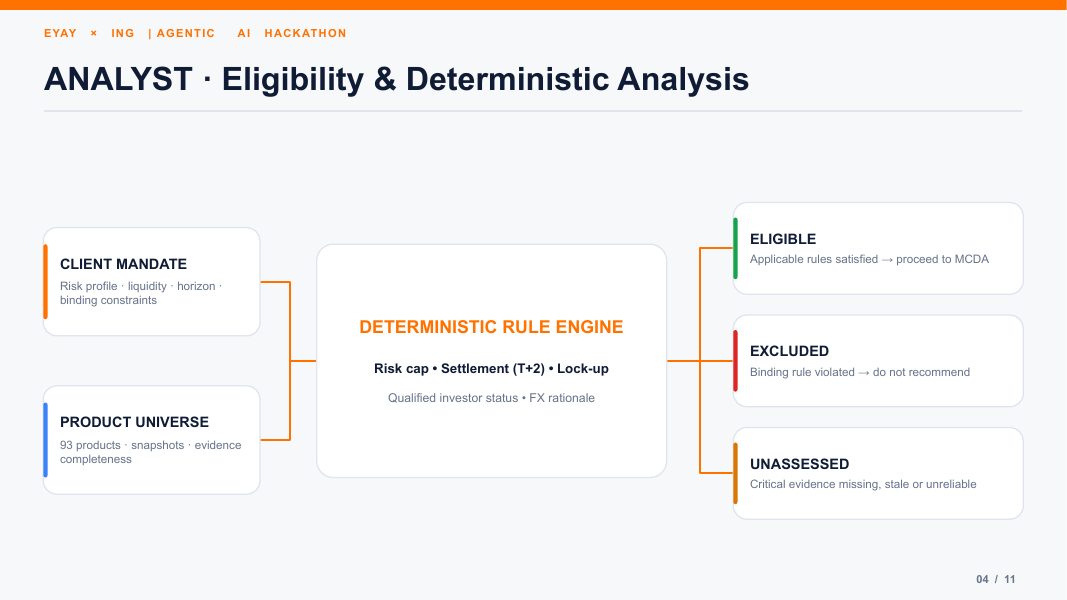 EYAY × ING | AGENTIC AI HACKATHON
ANALYST · Eligibility & Deterministic Analysis
CLIENT MANDATE
Risk profile · liquidity · horizon ·
binding constraints
PRODUCT UNIVERSE
93 products · snapshots · evidence
completeness
DETERMINISTIC RULE ENGINE
Risk cap • Settlement (T+2) • Lock-up
Qualified investor status • FX rationale
ELIGIBLE
Applicable rules satisfied → proceed to MCDA
EXCLUDED
Binding rule violated → do not recommend
UNASSESSED
Critical evidence missing, stale or unreliable
04 / 11